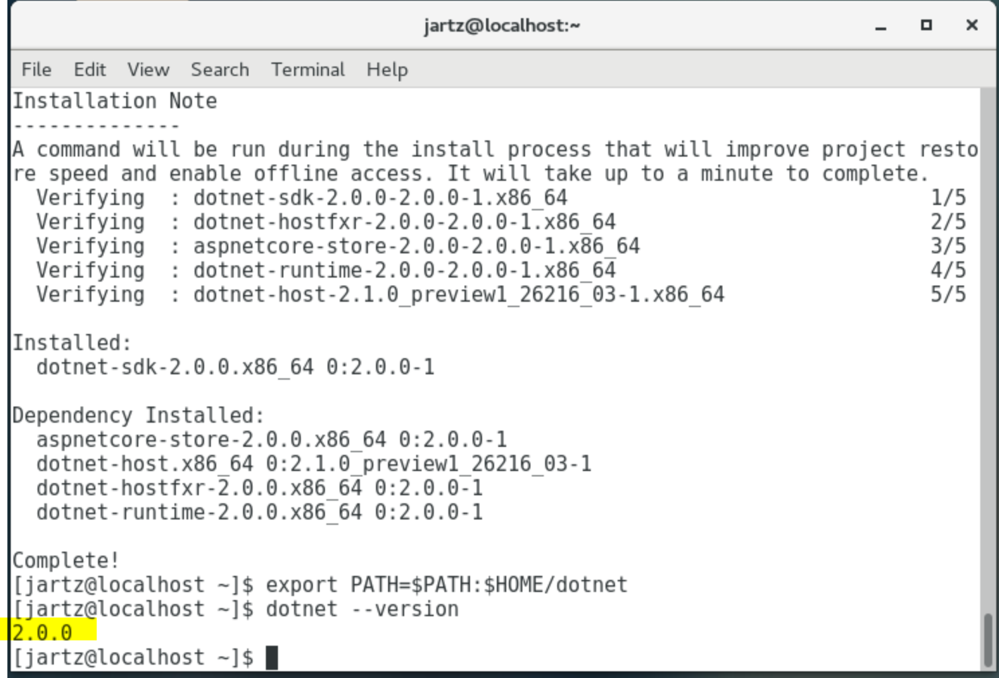 jartz@localhost:~
File Edit View Search Terminal Help
Installation Note
--------------
A command will be run during the install process that will improve project resto
re speed and enable offline access. It will take up to a minute to complete.
  Verifying  : dotnet-sdk-2.0.0-2.0.0-1.x86_64 1/5
  Verifying  : dotnet-hostfxr-2.0.0-2.0.0-1.x86_64 2/5
  Verifying  : aspnetcore-store-2.0.0-2.0.0-1.x86_64 3/5
  Verifying  : dotnet-runtime-2.0.0-2.0.0-1.x86_64 4/5
  Verifying  : dotnet-host-2.1.0_preview1_26216_03-1.x86_64 5/5

Installed:
  dotnet-sdk-2.0.0.x86_64 0:2.0.0-1

Dependency Installed:
  aspnetcore-store-2.0.0.x86_64 0:2.0.0-1
  dotnet-host.x86_64 0:2.1.0_preview1_26216_03-1
  dotnet-hostfxr-2.0.0.x86_64 0:2.0.0-1
  dotnet-runtime-2.0.0.x86_64 0:2.0.0-1

Complete!
[jartz@localhost ~]$ export PATH=$PATH:$HOME/dotnet
[jartz@localhost ~]$ dotnet --version
2.0.0
[jartz@localhost ~]$